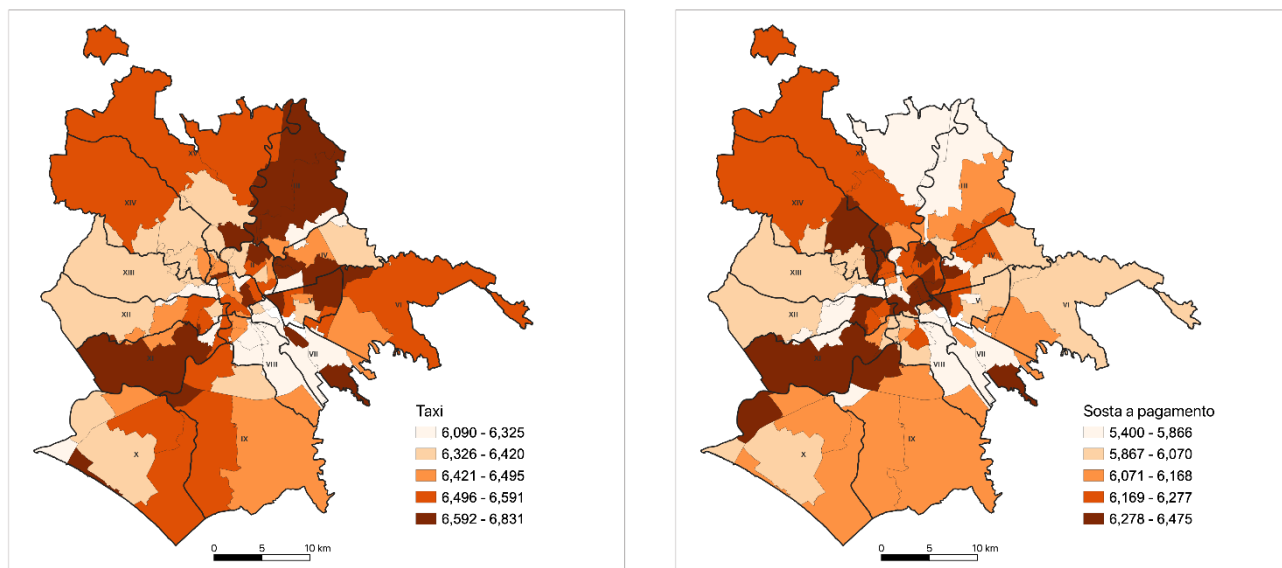 XV
III
XIV
IV
XIII
VI
V
XII
VII
VIII
IX
X
Taxi
6,090 - 6,325
6,326 - 6,420
6,421 - 6,495
6,496 - 6,591
6,592 - 6,831
0 5 10 km
XV
III
XIV
II
IV
XIII
I
VI
V
XII
VII
VIII
IX
X
Sosta a pagamento
5,400 - 5,866
5,867 - 6,070
6,071 - 6,168
6,169 - 6,277
6,278 - 6,475
0 5 10 km